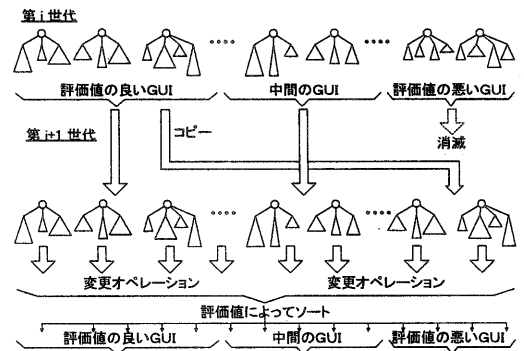 第 i 世代
評価値の良いGUI 中間のGUI 評価値の悪いGUI
第 i+1 世代
コピー
消滅
変更オペレーション 変更オペレーション
評価値によってソート
評価値の良いGUI 中間のGUI 評価値の悪いGUI